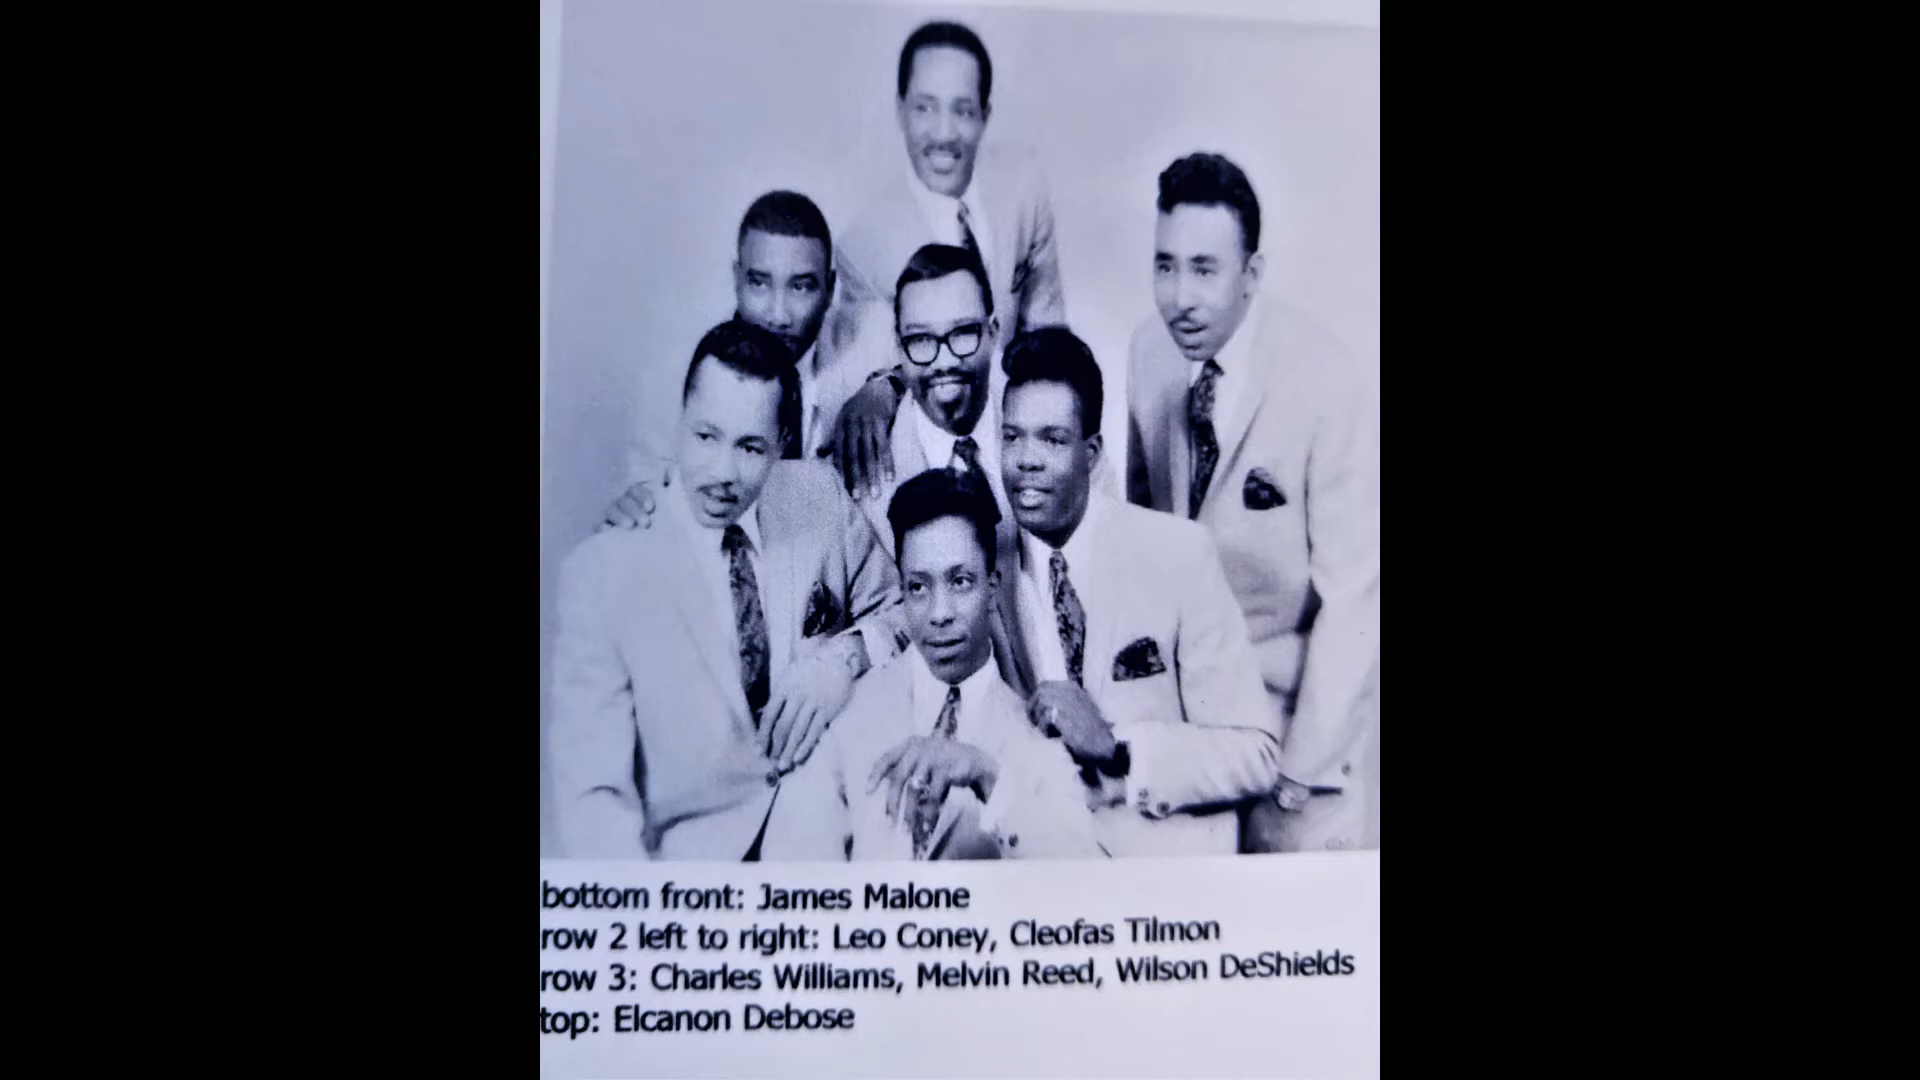 bottom front: James Malone
row 2 left to right: Leo Coney, Cleofas Tilmon
row 3: Charles Williams, Melvin Reed, Wilson DeShields
top: Elcanon Debose